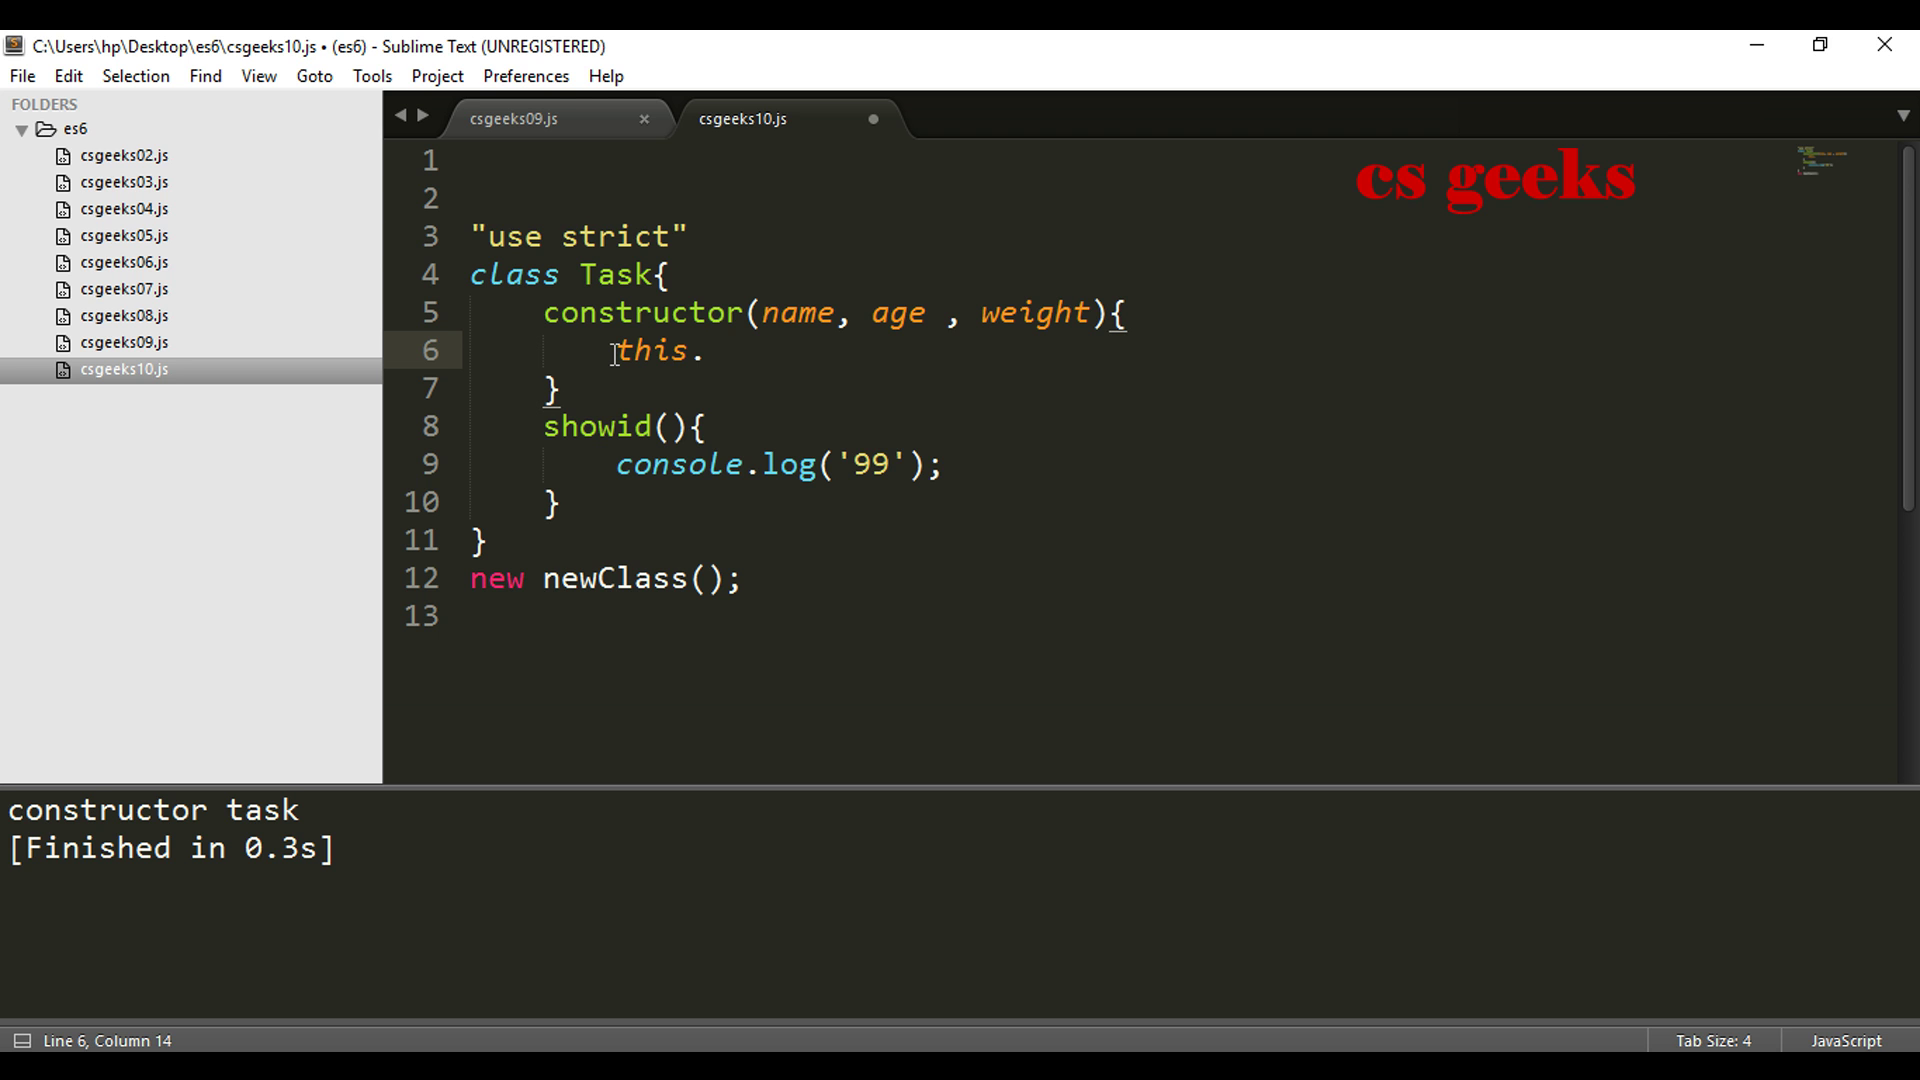 C:\Users\hp\Desktop\es6\csgeeks10.js • (es6) - Sublime Text (UNREGISTERED)
File Edit Selection Find View Goto Tools Project Preferences Help
FOLDERS
es6
csgeeks02.js
csgeeks03.js
csgeeks04.js
csgeeks05.js
csgeeks06.js
csgeeks07.js
csgeeks08.js
csgeeks09.js
csgeeks10.js
csgeeks09.js csgeeks10.js
cs geeks
1
2
3 "use strict"
4 class Task{
5 constructor(name, age , weight){
6 this.
7 }
8 showid(){
9 console.log('99');
10 }
11 }
12 new newClass();
13
constructor task
[Finished in 0.3s]
Line 6, Column 14 Tab Size: 4 JavaScript